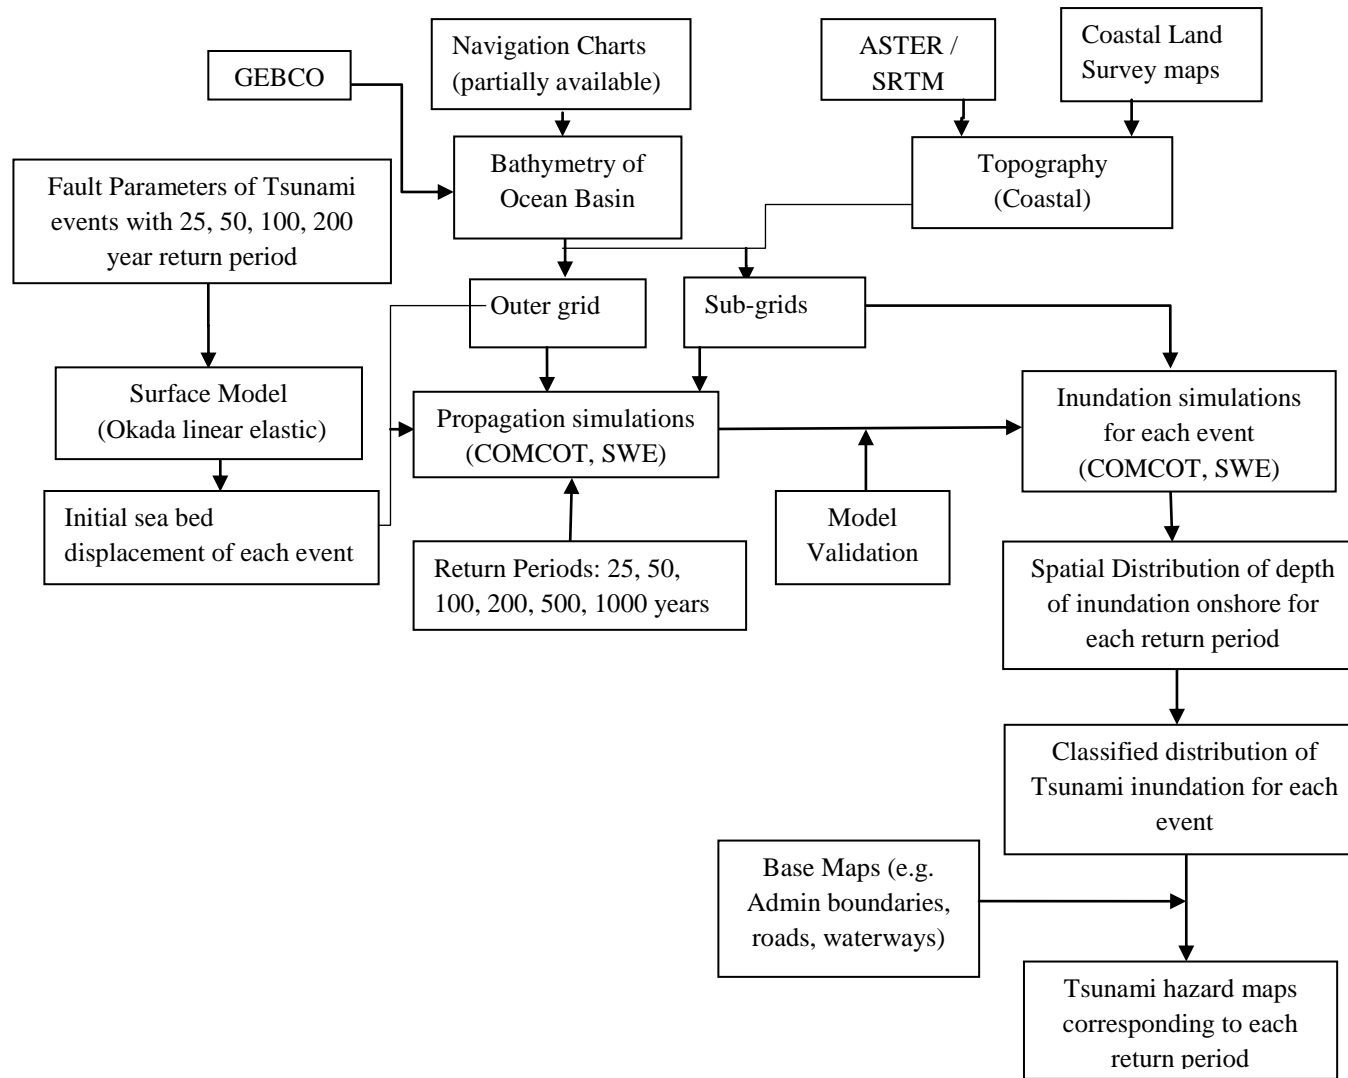 GEBCO
Navigation Charts
(partially available)
ASTER /
SRTM
Coastal Land
Survey maps
Fault Parameters of Tsunami
events with 25, 50, 100, 200
year return period
Bathymetry of
Ocean Basin
Topography
(Coastal)
Outer grid
Sub-grids
Surface Model
(Okada linear elastic)
Propagation simulations
(COMCOT, SWE)
Inundation simulations
for each event
(COMCOT, SWE)
Initial sea bed
displacement of each event
Return Periods: 25, 50,
100, 200, 500, 1000 years
Model
Validation
Spatial Distribution of depth
of inundation onshore for
each return period
Classified distribution of
Tsunami inundation for each
event
Base Maps (e.g.
Admin boundaries,
roads, waterways)
Tsunami hazard maps
corresponding to each
return period